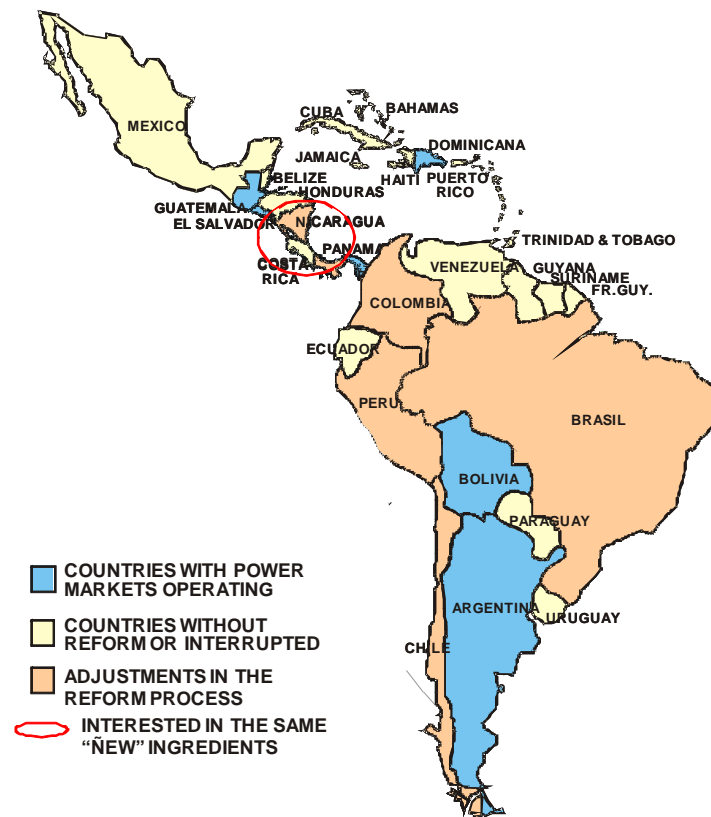 MEXICO
CUBA
BAHAMAS
JAMAICA
HAITI
DOMINICANA
PUERTO
RICO
BELIZE
HONDURAS
GUATEMALA
EL SALVADOR
NICARAGUA
PANAMA
COSTA
RICA
TRINIDAD & TOBAGO
VENEZUELA
GUYANA
SURINAME
FR.GUY.
COLOMBIA
ECUADOR
PERU
BRASIL
BOLIVIA
PARAGUAY
ARGENTINA
URUGUAY
CHILE
COUNTRIES WITH POWER
MARKETS OPERATING
COUNTRIES WITHOUT
REFORM OR INTERRUPTED
ADJUSTMENTS IN THE
REFORM PROCESS
INTERESTED IN THE SAME
“ÑEW” INGREDIENTS